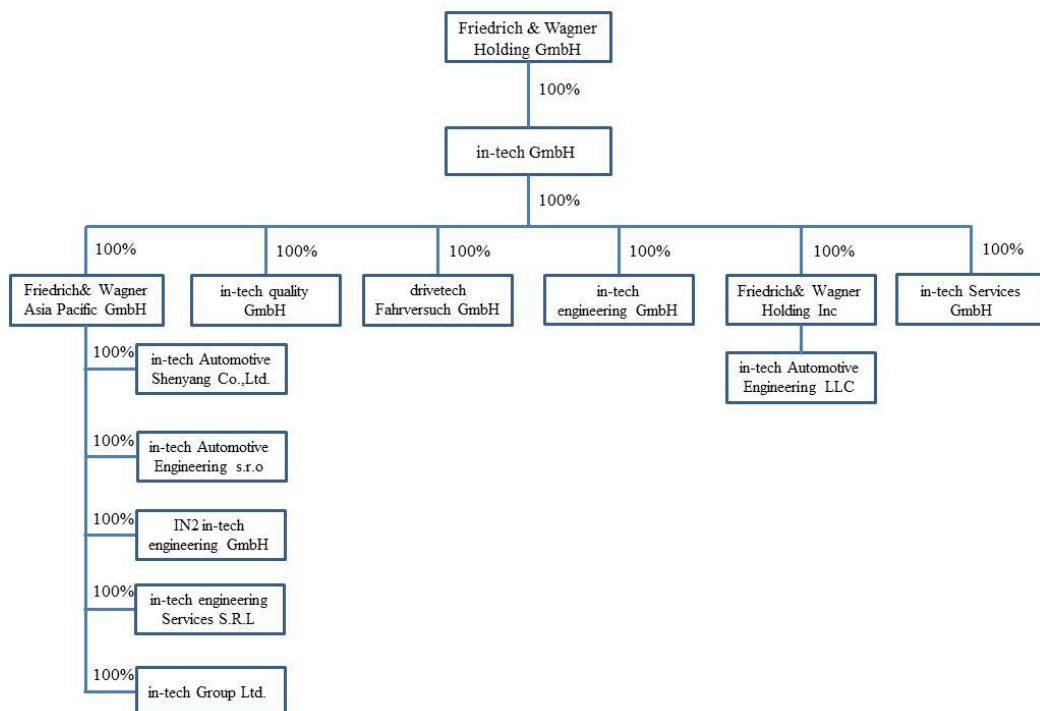 Friedrich & Wagner
Holding GmbH
100%
in-tech GmbH
100%
100%
100%
100%
100%
100%
100%
Friedrich& Wagner
Asia Pacific GmbH
in-tech quality
GmbH
drivetech
Fahrversuch GmbH
in-tech
engineering GmbH
Friedrich& Wagner
Holding Inc
in-tech Services
GmbH
100%
in-tech Automotive
Shenyang Co.,Ltd.
in-tech Automotive
Engineering LLC
100%
in-tech Automotive
Engineering s.r.o
100%
IN2 in-tech
engineering GmbH
100%
in-tech engineering
Services S.R.L
100%
in-tech Group Ltd.